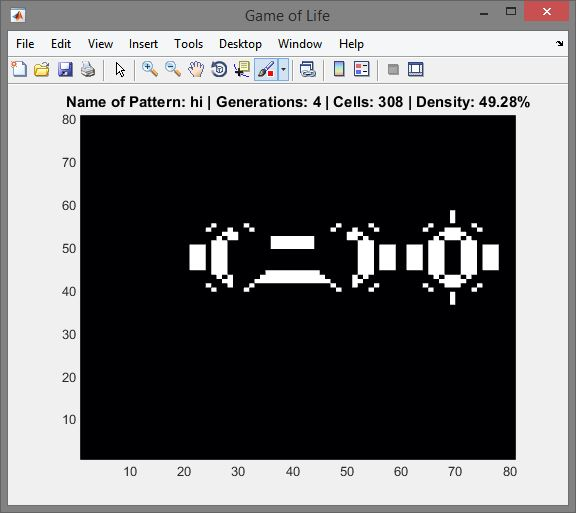 Game of Life
File Edit View Insert Tools Desktop Window Help
Name of Pattern: hi | Generations: 4 | Cells: 308 | Density: 49.28%
80
70
60
50
40
30
20
10
10 20 30 40 50 60 70 80